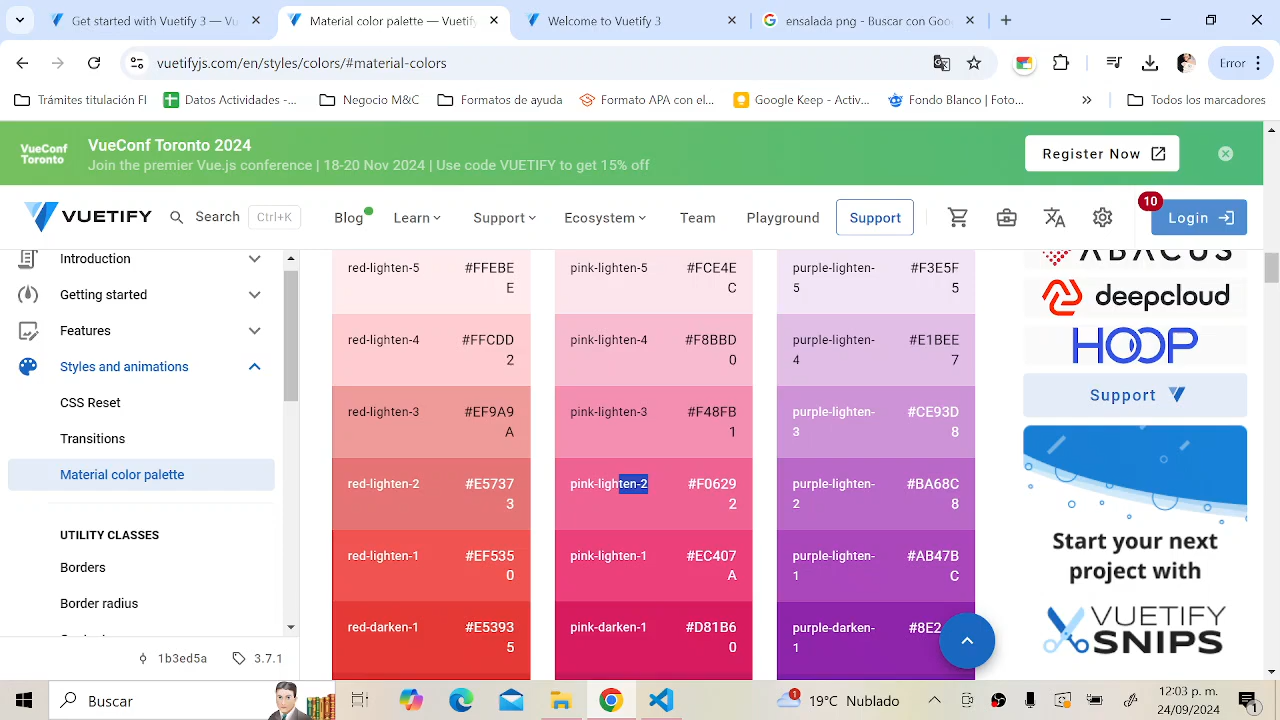 Vuetify 3 — A Vu
Get started with Vuetify
Welcome to Vuetify 3
ensalada - Buscar con Goo
vuetifyjs.com/en/styles/colors/#material-colors
Error
Trámites titulación FI
Datos Actividades -...
Negocio M&C
Formatos de ayuda
Formato APA con el...
Google Keep - Activ...
Fondo Blanco | Foto...
»
Todos los marcadores
VueConf Toronto
VueConf Toronto 2024
Join the premier Vue.js conference | 18-20 Nov 2024 | Use code VUETIFY to get 15% off
Register Now
VUETIFY
Search
Ctrl+K
Blog
Learn
Support
Ecosystem
Team
Playground
Support
10
Login
Introduction
Getting started
Features
Styles and animations
CSS Reset
Transitions
Material color palette
UTILITY CLASSES
Borders
Border radius
1b3ed5a
3.7.1
red-lighten-5 #FFEBE
E
red-lighten-4 #FFCDD
2
red-lighten-3 #EF9A9
A
red-lighten-2 #E5737
3
red-lighten-1 #EF535
0
red-darken-1 #E5393
5
pink-lighten-5 #FCE4E
C
pink-lighten-4 #F8BBD
0
pink-lighten-3 #F48FB
1
pink-lighten-2 #F0629
2
pink-lighten-1 #EC407
A
pink-darken-1 #D81B6
0
purple-lighten- #F3E5F
5 5
purple-lighten- #E1BEE
4 7
purple-lighten- #CE93D
3 8
purple-lighten- #BA68C
2 8
purple-lighten- #AB47B
1 C
purple-darken- #8E2
1
ABACUS
deepcloud
HOOP
Support
Start your next
project with
VUETIFY
SNIPS
Buscar
1
19°C Nublado
12:03 p.m.
1